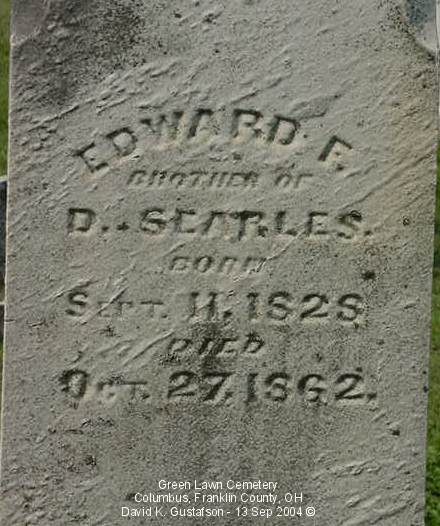 EDWARD F.
BROTHER OF
D. SEARLES.
BORN
SEPT. 11, 1828
DIED
OCT. 27, 1862.
Green Lawn Cemetery
Columbus, Franklin County, OH
David K. Gustafson - 13 Sep 2004 ©